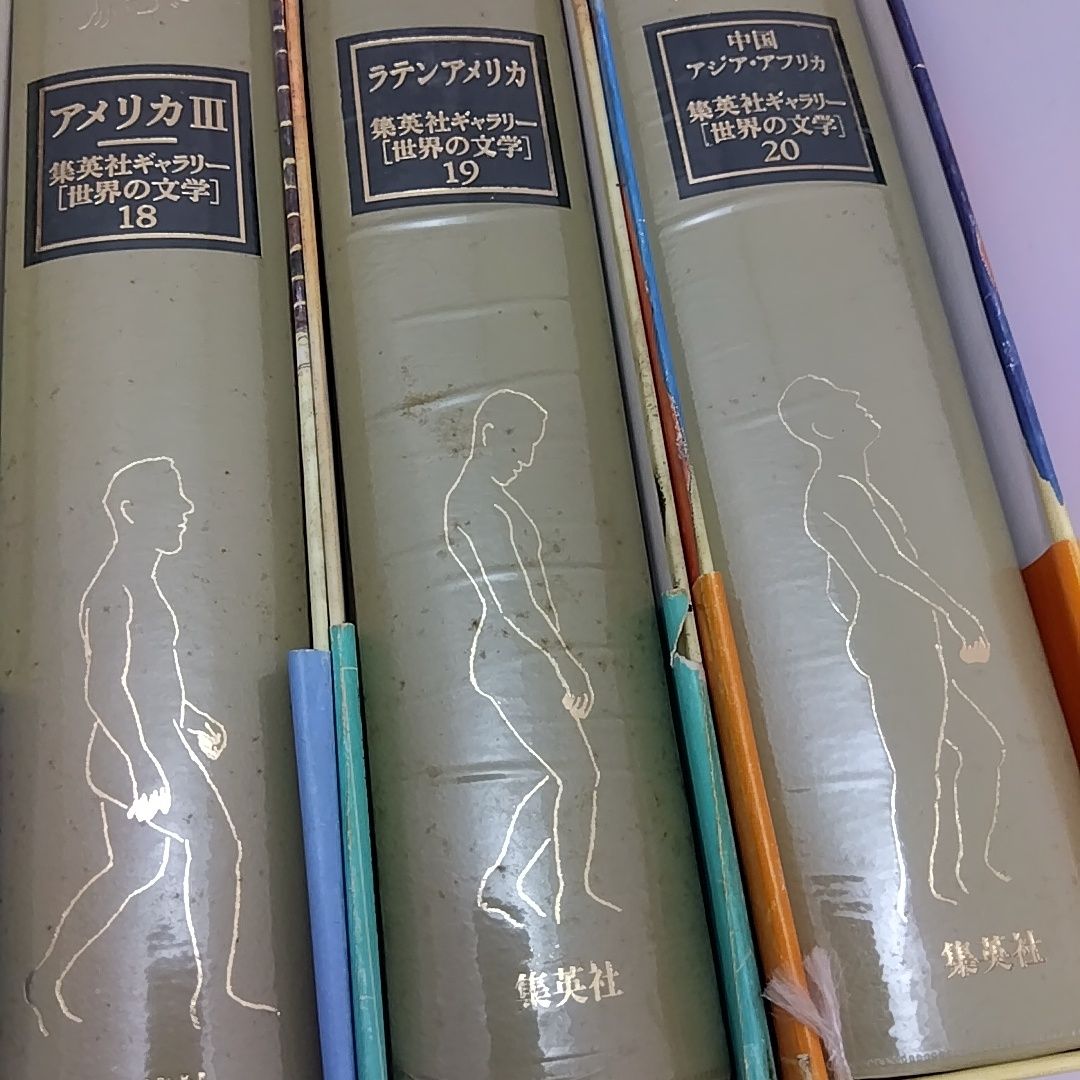 アメリカⅢ
集英社ギャラリー
[世界の文学]
18
ラテンアメリカ
集英社ギャラリー
[世界の文学]
19
集英社
中国
アジア・アフリカ
集英社ギャラリー
[世界の文学]
20
集英社